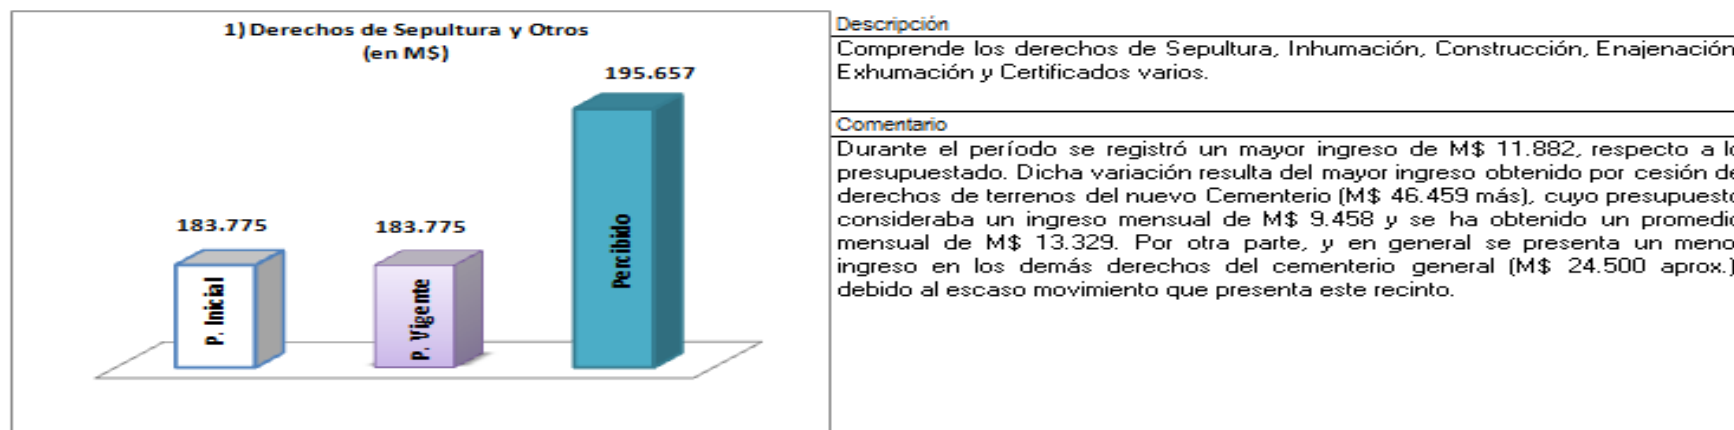 1) Derechos de Sepultura y Otros
(en M$)
195.657
183.775
183.775
P. Inicial
P. Vigente
Percibido
Descripción
Comprende los derechos de Sepultura, Inhumación, Construcción, Enajenación
Exhumación y Certificados varios.
Comentario
Durante el período se registró un mayor ingreso de M$ 11.882, respecto a lo
presupuestado. Dicha variación resulta del mayor ingreso obtenido por cesión de
derechos de terrenos del nuevo Cementerio (M$ 46.459 más), cuyo presupuesto
consideraba un ingreso mensual de M$ 9.458 y se ha obtenido un promedio
mensual de M$ 13.329. Por otra parte, y en general se presenta un meno
ingreso en los demás derechos del cementerio general (M$ 24.500 aprox.)
debido al escaso movimiento que presenta este recinto.